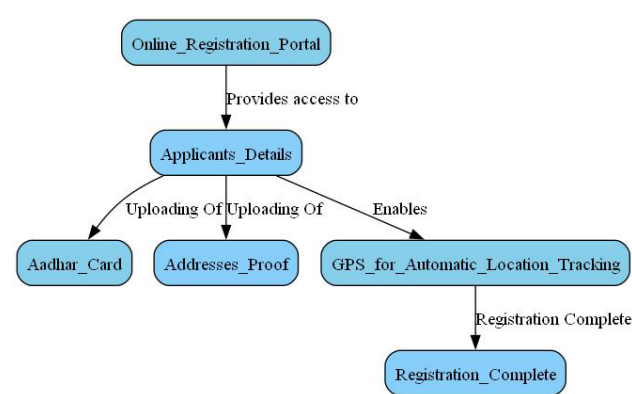 Online_Registration_Portal
Provides access to
Applicants_Details
Uploading Of
Uploading Of
Enables
Aadhar_Card
Addresses_Proof
GPS_for_Automatic_Location_Tracking
Registration Complete
Registration_Complete